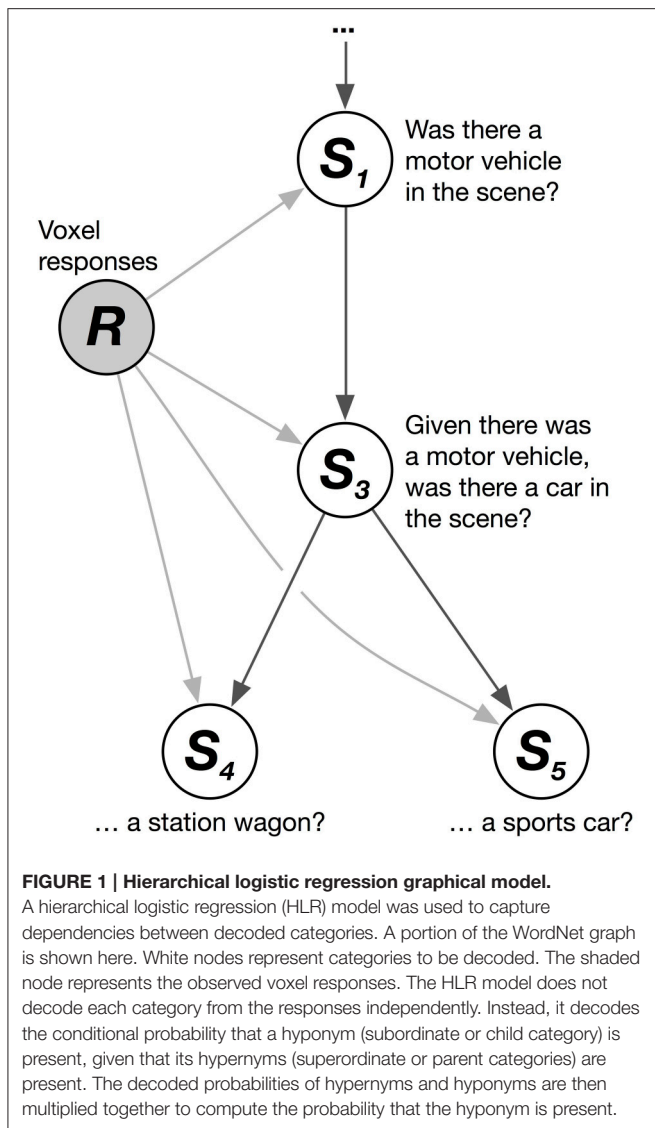 ...
S1
Was there a
motor vehicle
in the scene?
Voxel
responses
R
S3
Given there was
a motor vehicle,
was there a car in
the scene?
S4
S5
... a station wagon?
... a sports car?
FIGURE 1 | Hierarchical logistic regression graphical model.
A hierarchical logistic regression (HLR) model was used to capture
dependencies between decoded categories. A portion of the WordNet graph
is shown here. White nodes represent categories to be decoded. The shaded
node represents the observed voxel responses. The HLR model does not
decode each category from the responses independently. Instead, it decodes
the conditional probability that a hyponym (subordinate or child category) is
present, given that its hypernyms (superordinate or parent categories) are
present. The decoded probabilities of hypernyms and hyponyms are then
multiplied together to compute the probability that the hyponym is present.